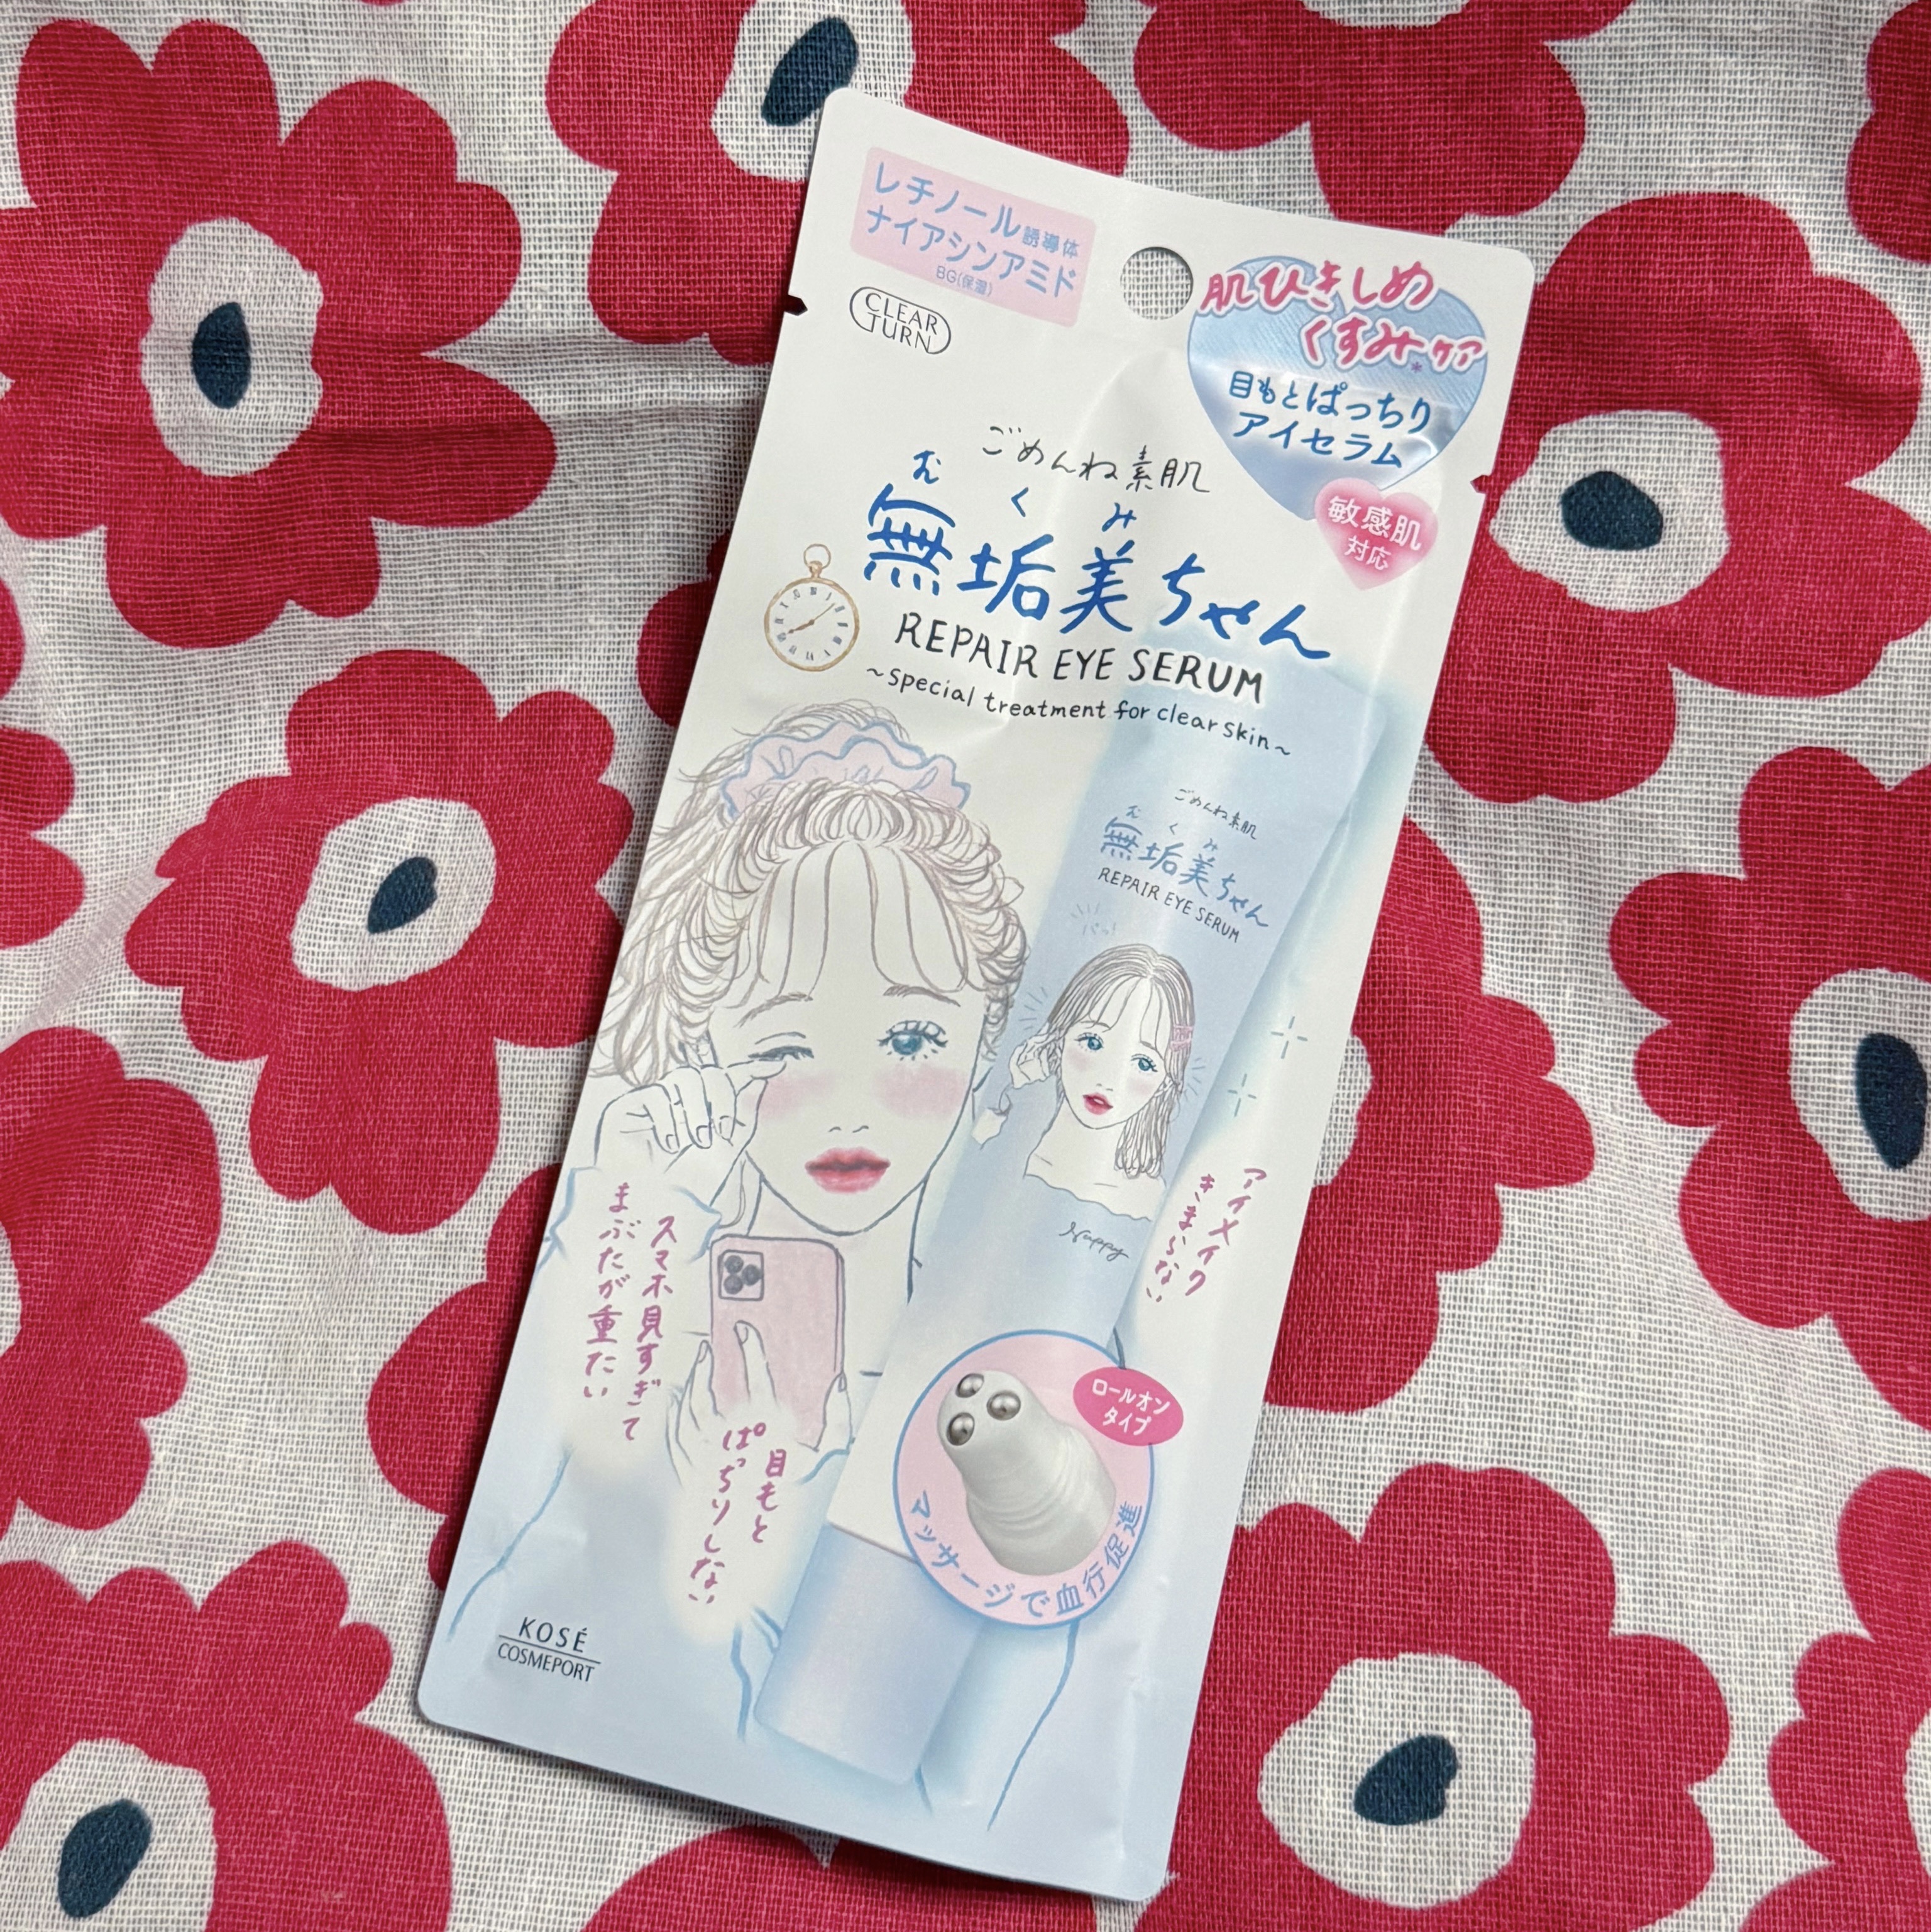 レチノール誘導体
ナイアシンアミド
BG(保湿)
CLEAR
TURN
肌ひきしめ
くすみ*ケア
目もとぱっちり
アイセラム
敏感肌
対応
ごめんね素肌
むくみ
無垢美ちゃん
REPAIR EYE SERUM
~special treatment for clear skin~
ごめんね素肌
むくみ
無垢美ちゃん
REPAIR EYE SERUM
パっ!
Happy
アイメイク
きまらない
スマホ見すぎて
まぶたが重たい
目もと
ぱっちりしない
ロールオン
タイプ
マッサージで血行促進
KOSÉ
COSMEPORT